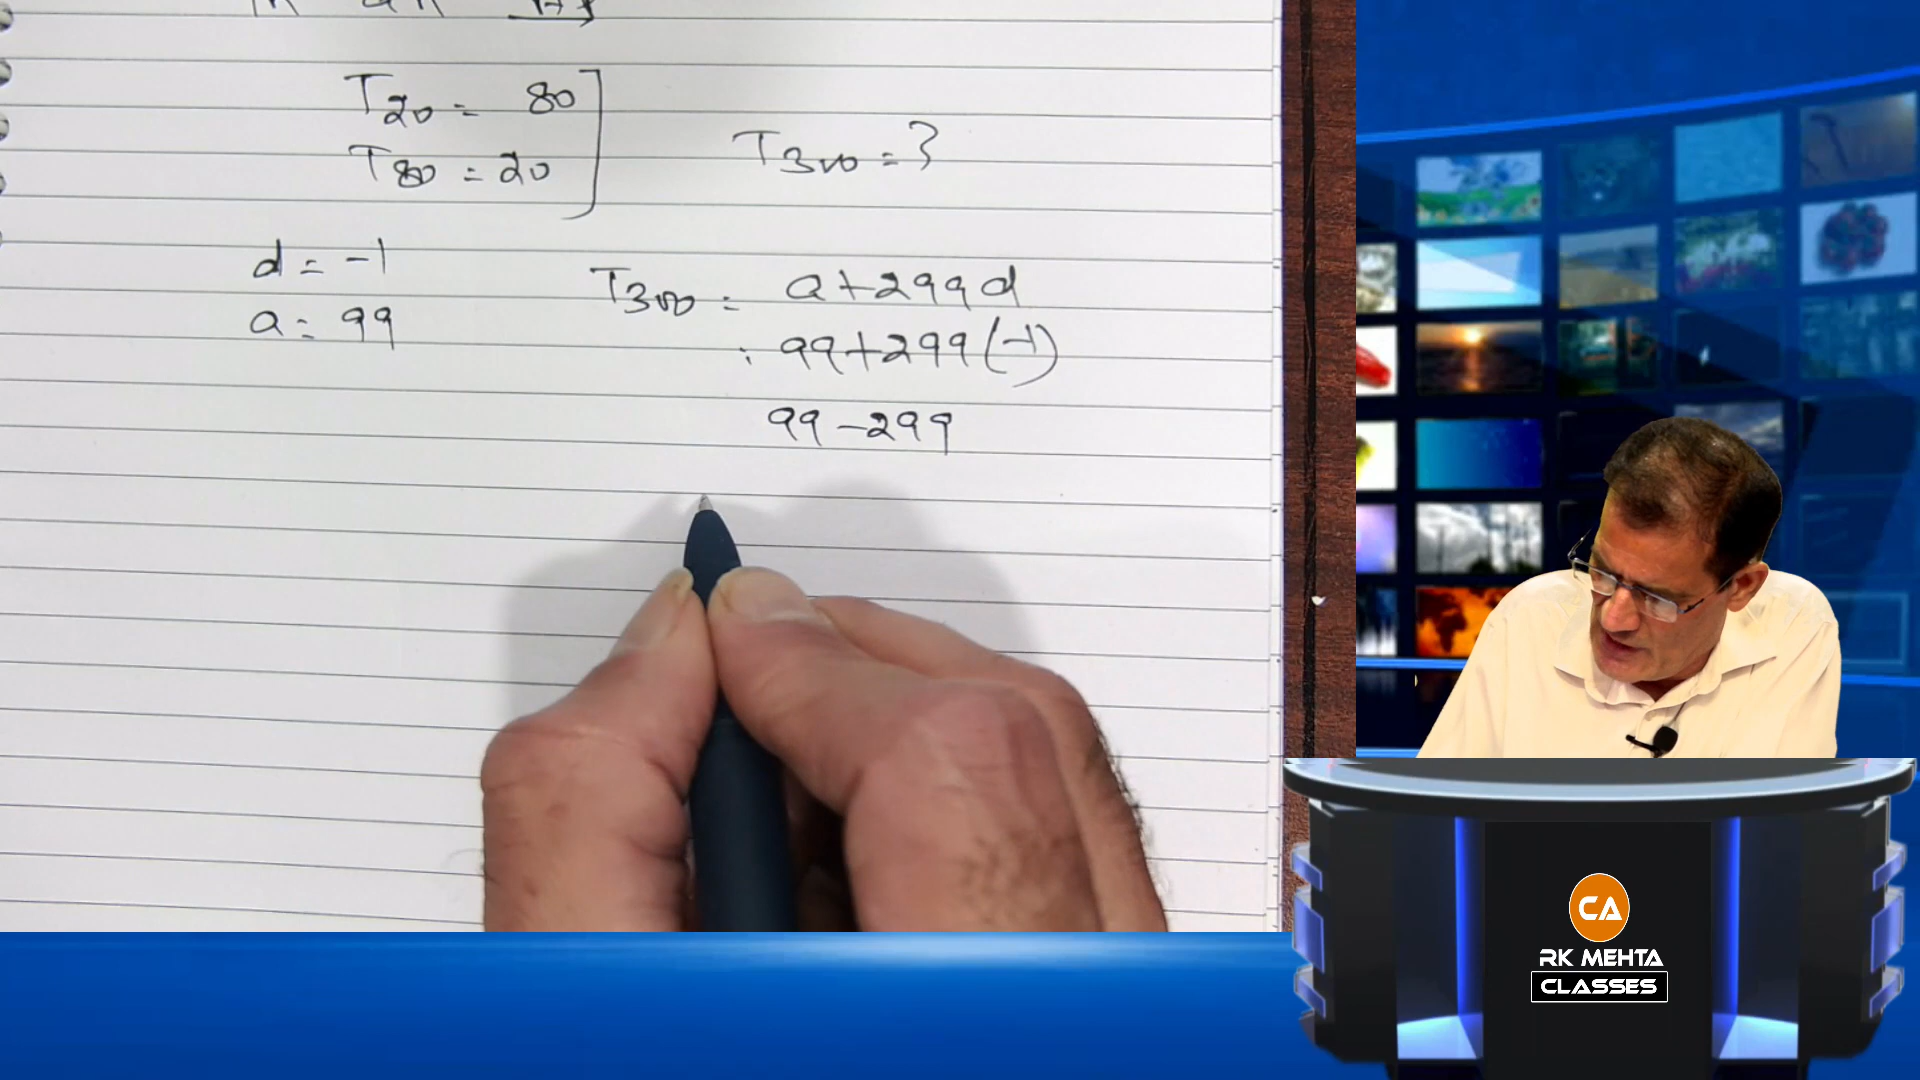 T20 = 80
T80 = 20
T300 = ?
d = -1
a = 99
T300 = a+299d
: 99+299(-1)
99-299
CA
RK MEHTA
CLASSES